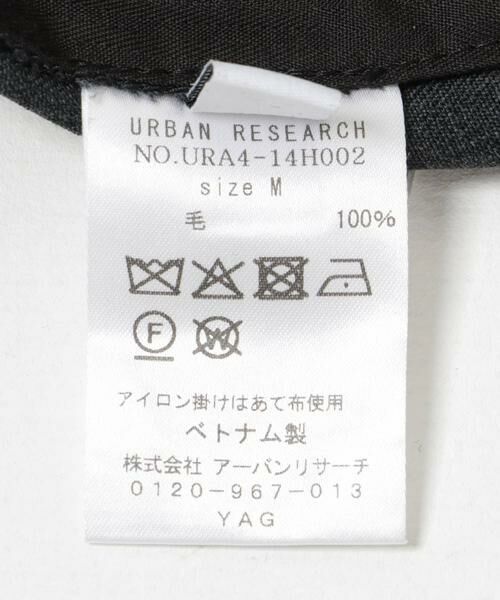 URBAN RESEARCH
NO.URA4-14H002
size M
毛 100%
F W
アイロン掛けはあて布使用
ベトナム製
株式会社 アーバンリサーチ
0120-967-013
YAG